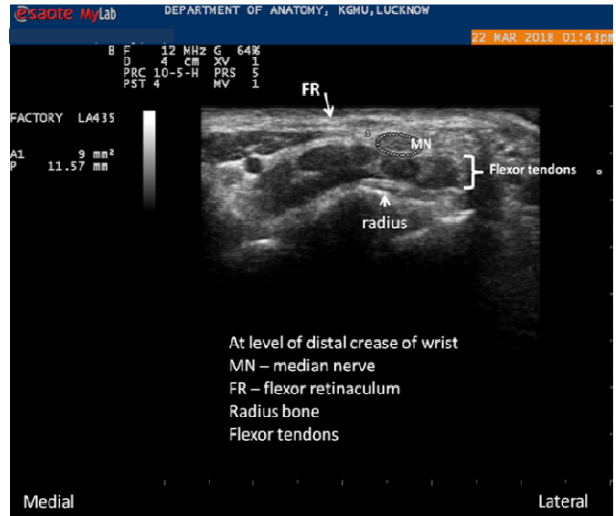 esaote MyLab
DEPARTMENT OF ANATOMY, KGMU,LUCKNOW
22 MAR 2018 01:43pm
B F 12 MHz G 64%
D 4 cm XV 1
PRC 10-5-H PRS 5
PST 4 MV 1
FR
FACTORY LA435
1
MN
A1 9 mm²
P 11.57 mm
Flexor tendons
radius
At level of distal crease of wrist
MN – median nerve
FR – flexor retinaculum
Radius bone
Flexor tendons
Medial
Lateral